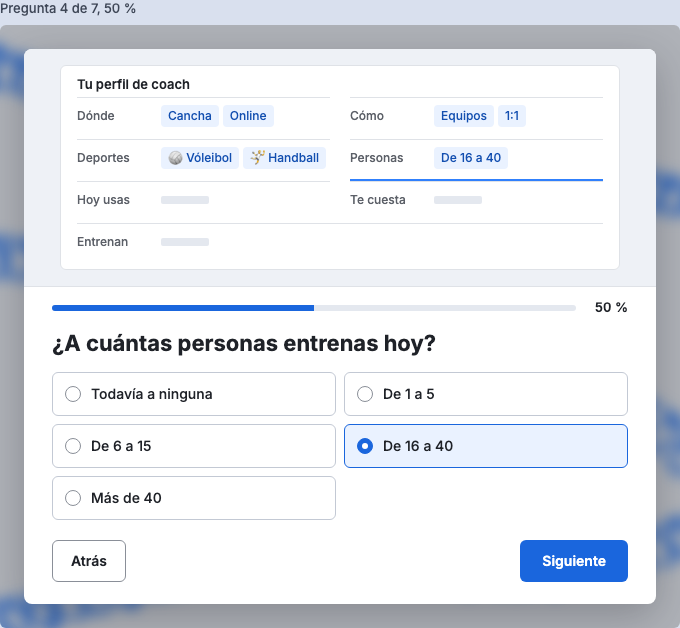 Pregunta 4 de 7, 50 %
Tu perfil de coach
Dónde Cancha Online
Cómo Equipos 1:1
Deportes Vóleibol Handball
Personas De 16 a 40
Hoy usas
Te cuesta
Entrenan
50 %
¿A cuántas personas entrenas hoy?
Todavía a ninguna
De 1 a 5
De 6 a 15
De 16 a 40
Más de 40
Atrás
Siguiente